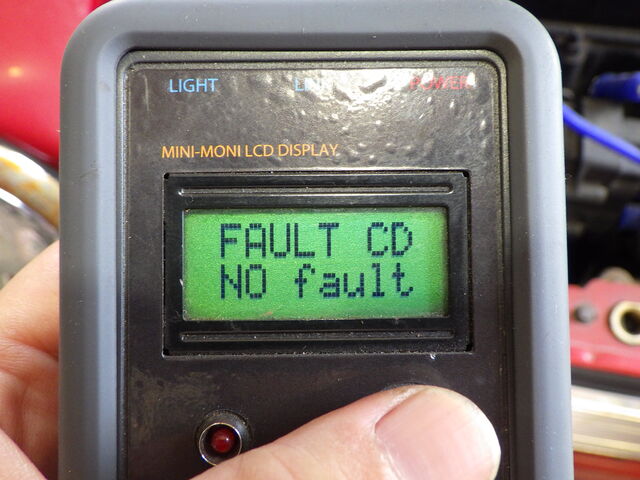 LIGHT POWER
MINI-MONI LCD DISPLAY
FAULT CD
NO fault